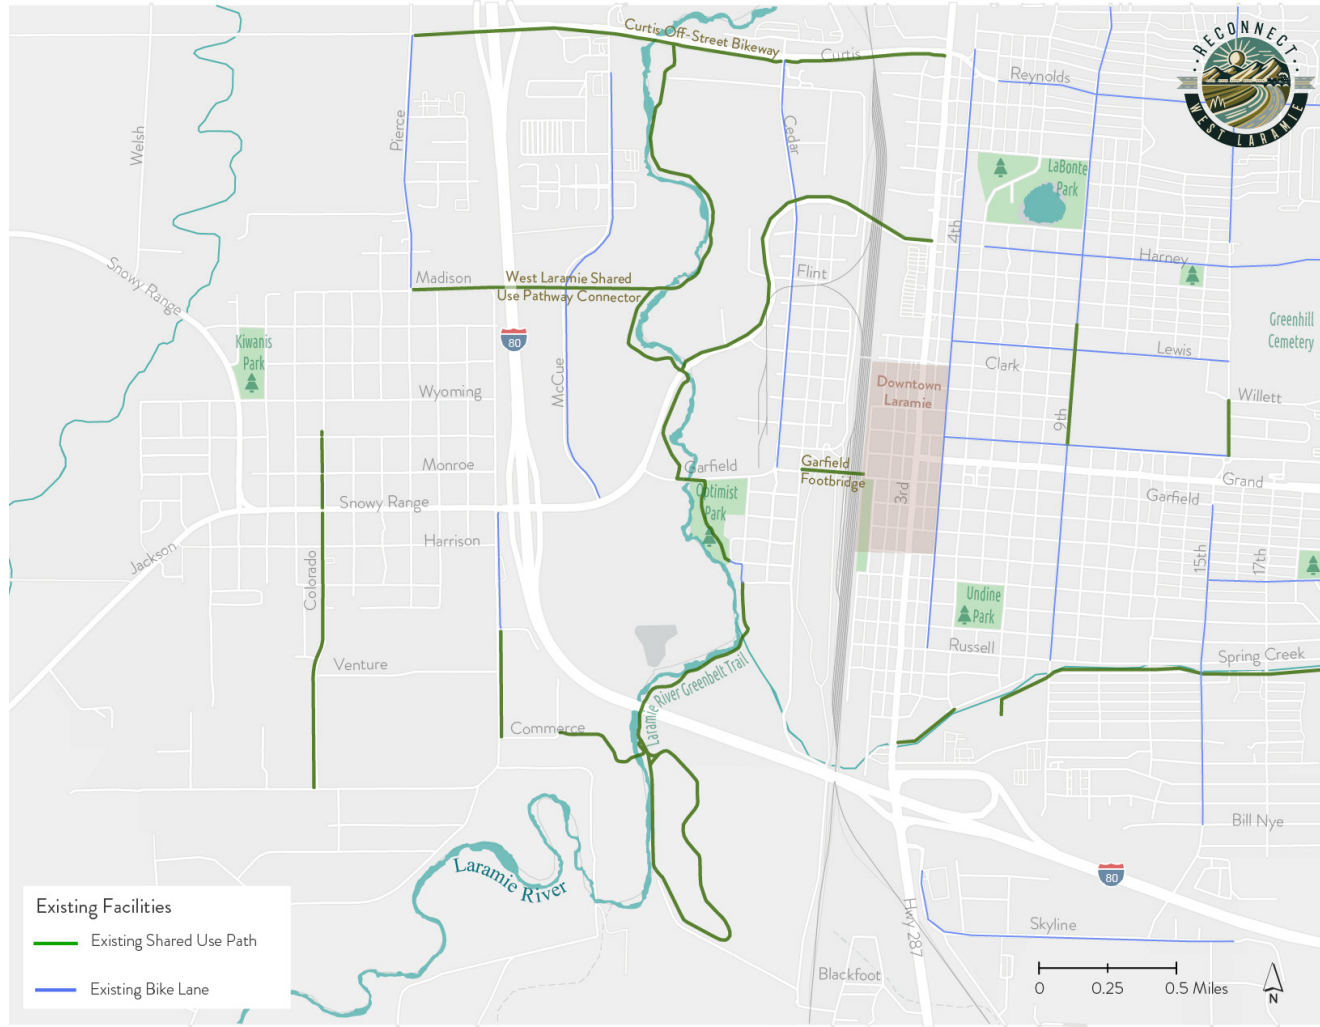 Curtis Off-Street Bikeway
Curtis
RECONNECT
WEST LARAMIE
Reynolds
Welsh
Pierce
Cedar
LaBonte
Park
4th
Harney
Snowy Range
Madison
West Laramie Shared
Use Pathway Connector
Flint
Kiwanis
Park
80
McCue
Greenhill
Cemetery
Lewis
Clark
Wyoming
Downtown
Laramie
Willett
9th
Monroe
Garfield
Garfield
Footbridge
Grand
Snowy Range
Optimist
Park
3rd
Garfield
Harrison
Jackson
Colorado
15th
17th
Undine
Park
Russell
Spring Creek
Venture
Laramie River Greenbelt Trail
Commerce
Bill Nye
Laramie River
80
Hwy 287
Skyline
Blackfoot
Existing Facilities
Existing Shared Use Path
Existing Bike Lane
0 0.25 0.5 Miles
N